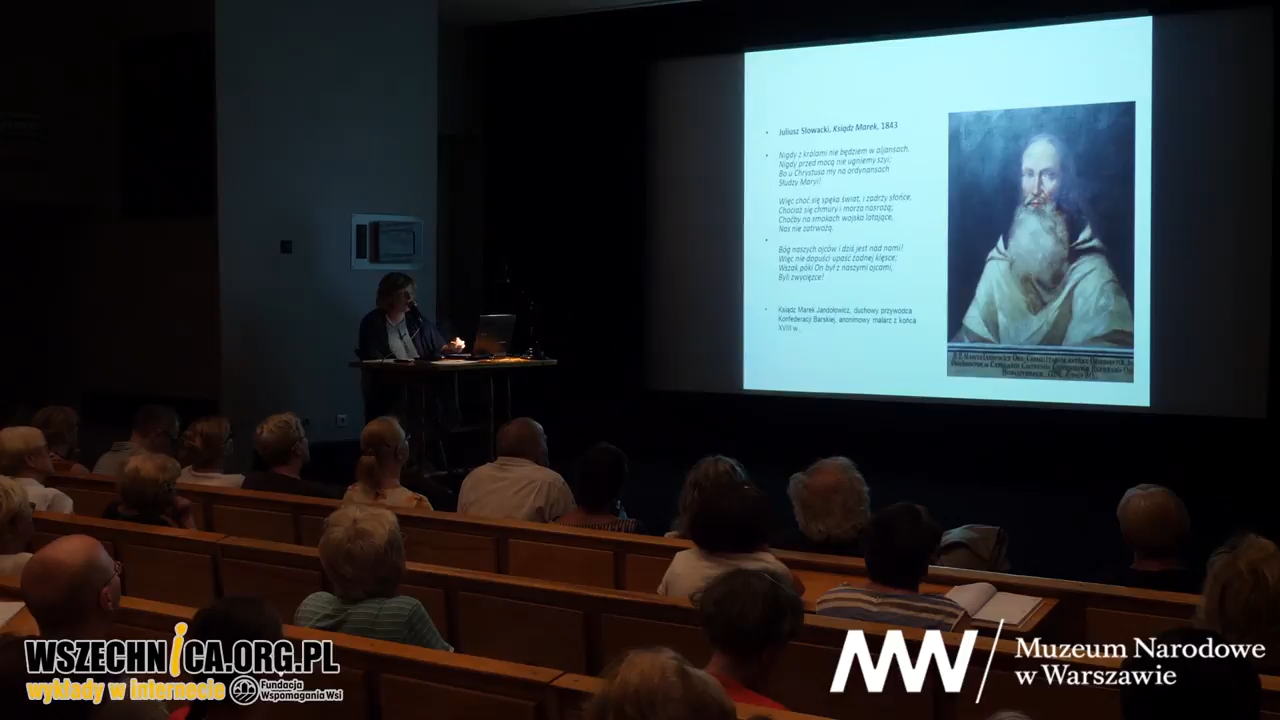 Juliusz Słowacki, Ksiądz Marek, 1843
Nigdy z królami nie będziem w aljansach,
Nigdy przed mocą nie ugniemy szyi;
Bo u Chrystusa my na ordynansach
Słudzy Maryi!
Więc choć się spęka świat, i zadrży słońce,
Chociaż się chmury i morza nasrożą;
Choćby na smokach wojska latające,
Nas nie zatrwożą.
Bóg naszych ojców i dziś jest nad nami!
Więc nie dopuści upaść żadnej klęsce;
Wszak póki On był z naszymi ojcami,
Byli zwycięzce!
Ksiądz Marek Jandołowicz, duchowy przywódca
Konfederacji Barskiej, anonimowy malarz z końca
XVIII w.
WSZECHNiCA.ORG.PL
wykłady w internecie
Fundacja
Wspomagania Wsi
MNW
Muzeum Narodowe
w Warszawie